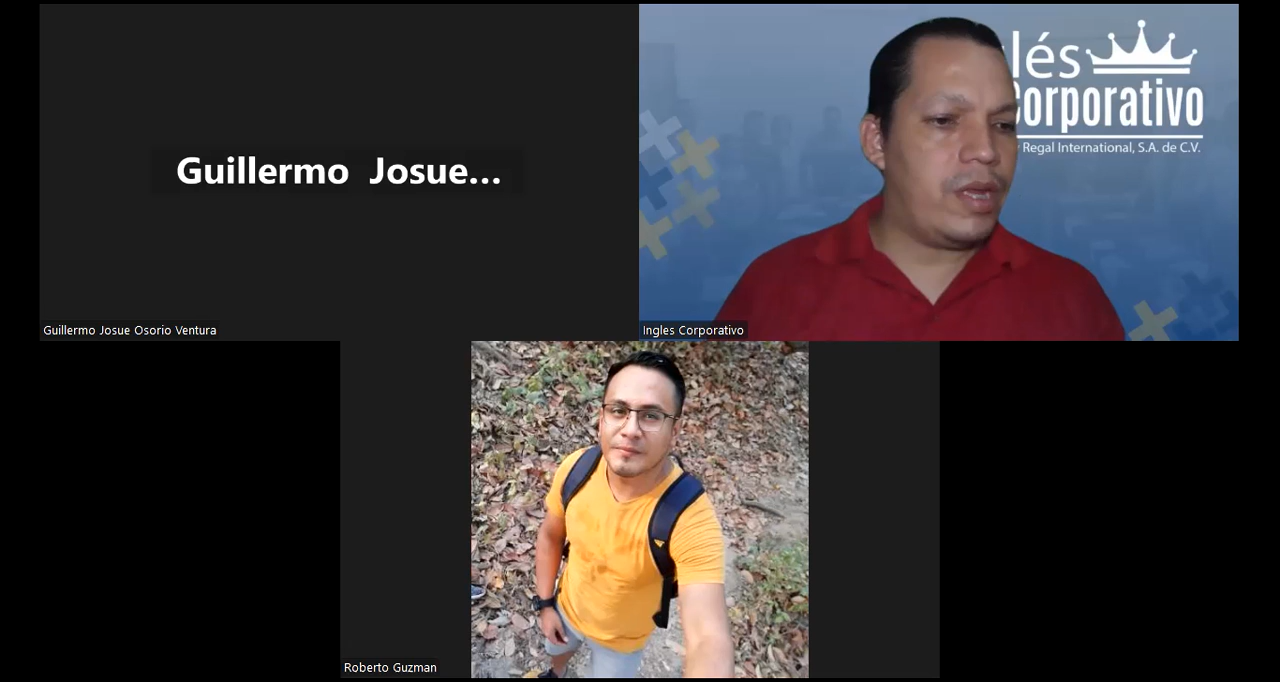 Guillermo Josue...
Guillermo Josue Osorio Ventura
lés
Corporativo
y Regal International, S.A. de C.V.
Ingles Corporativo
Roberto Guzman